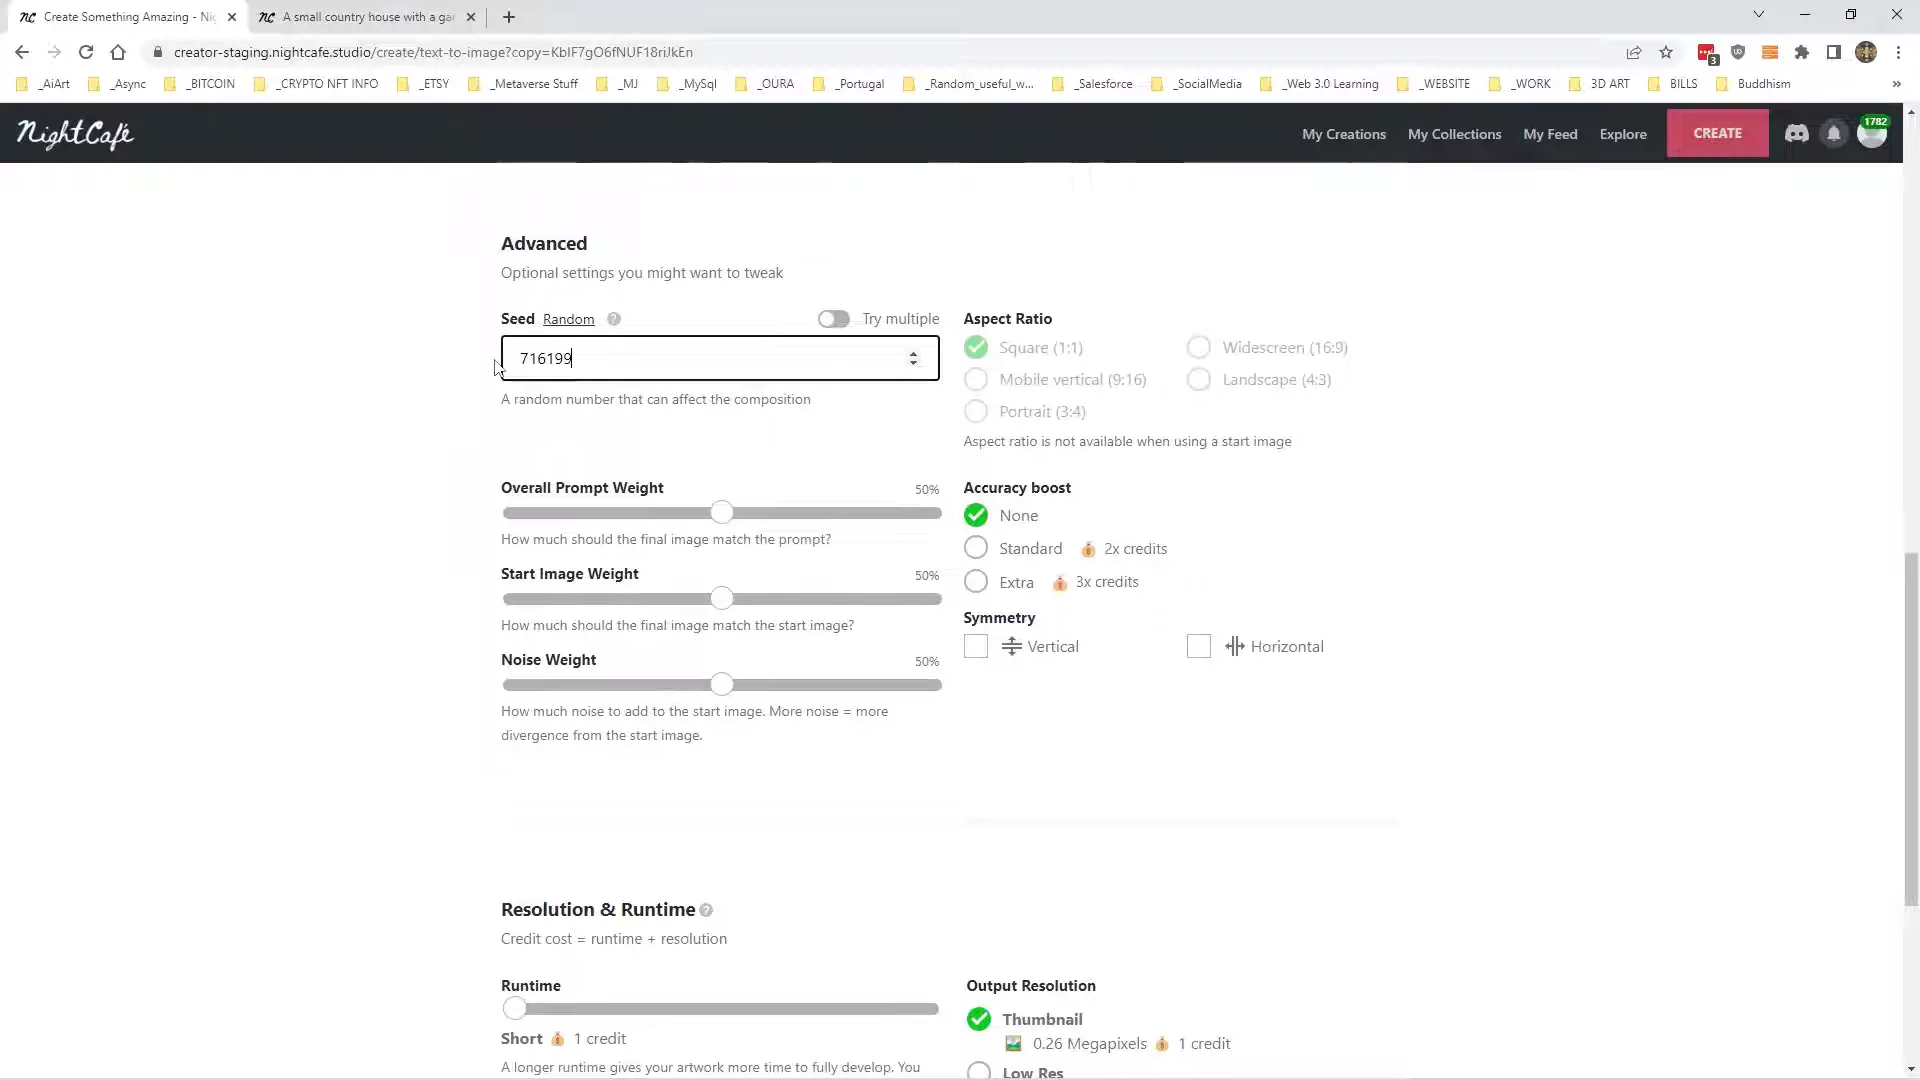 Create Something Amazing - Nig
A small country house with a gar
creator-staging.nightcafe.studio/create/text-to-image?copy=KbIF7gO6fNUF18riJkEn
3
_AiArt
_Async
_BITCOIN
_CRYPTO NFT INFO
_ETSY
_Metaverse Stuff
_MJ
_MySql
_OURA
_Portugal
_Random_useful_w...
_Salesforce
_SocialMedia
_Web 3.0 Learning
_WEBSITE
_WORK
3D ART
BILLS
Buddhism
»
NightCafé
My Creations
My Collections
My Feed
Explore
CREATE
1782
Advanced
Optional settings you might want to tweak
Seed Random ?
Try multiple
716199
A random number that can affect the composition
Aspect Ratio
Square (1:1)
Widescreen (16:9)
Mobile vertical (9:16)
Landscape (4:3)
Portrait (3:4)
Aspect ratio is not available when using a start image
Overall Prompt Weight 50%
How much should the final image match the prompt?
Start Image Weight 50%
How much should the final image match the start image?
Noise Weight 50%
How much noise to add to the start image. More noise = more
divergence from the start image.
Accuracy boost
None
Standard 2x credits
Extra 3x credits
Symmetry
Vertical
Horizontal
Resolution & Runtime ?
Credit cost = runtime + resolution
Runtime
Short 1 credit
A longer runtime gives your artwork more time to fully develop. You
Output Resolution
Thumbnail
0.26 Megapixels 1 credit
Low Res